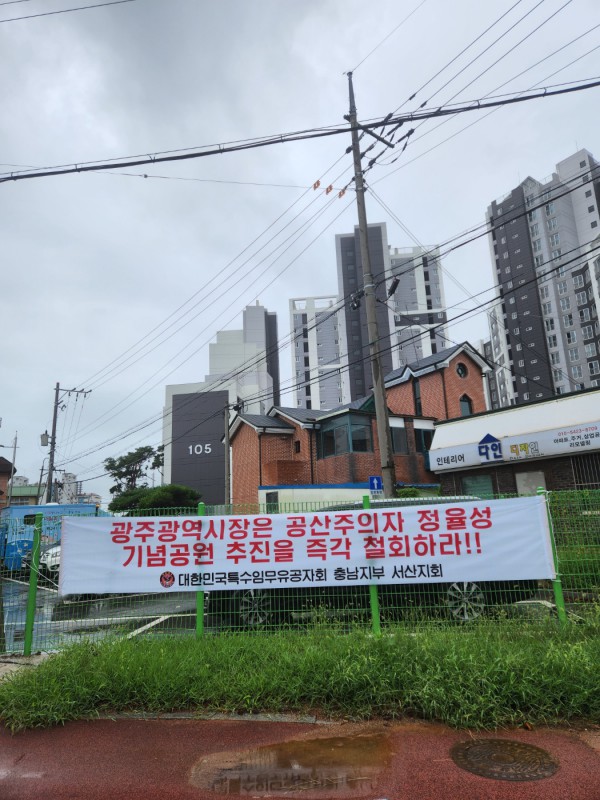 105
인테리어 다인 디자인
광주광역시장은 공산주의자 정율성
기념공원 추진을 즉각 철회하라!!
대한민국특수임무유공자회 충남지부 서산지회